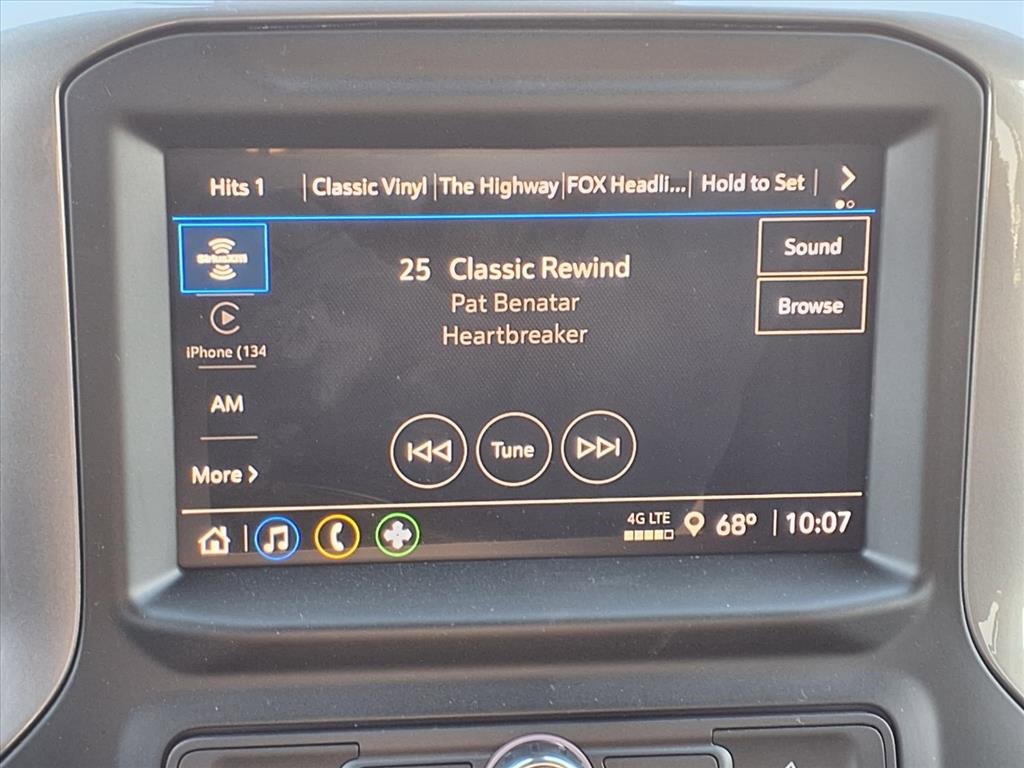 Hits 1 Classic Vinyl The Highway FOX Headli... Hold to Set
SiriusXM
25 Classic Rewind
Pat Benatar
Heartbreaker
Sound
Browse
iPhone (134
AM
More
Tune
4G LTE
68° 10:07